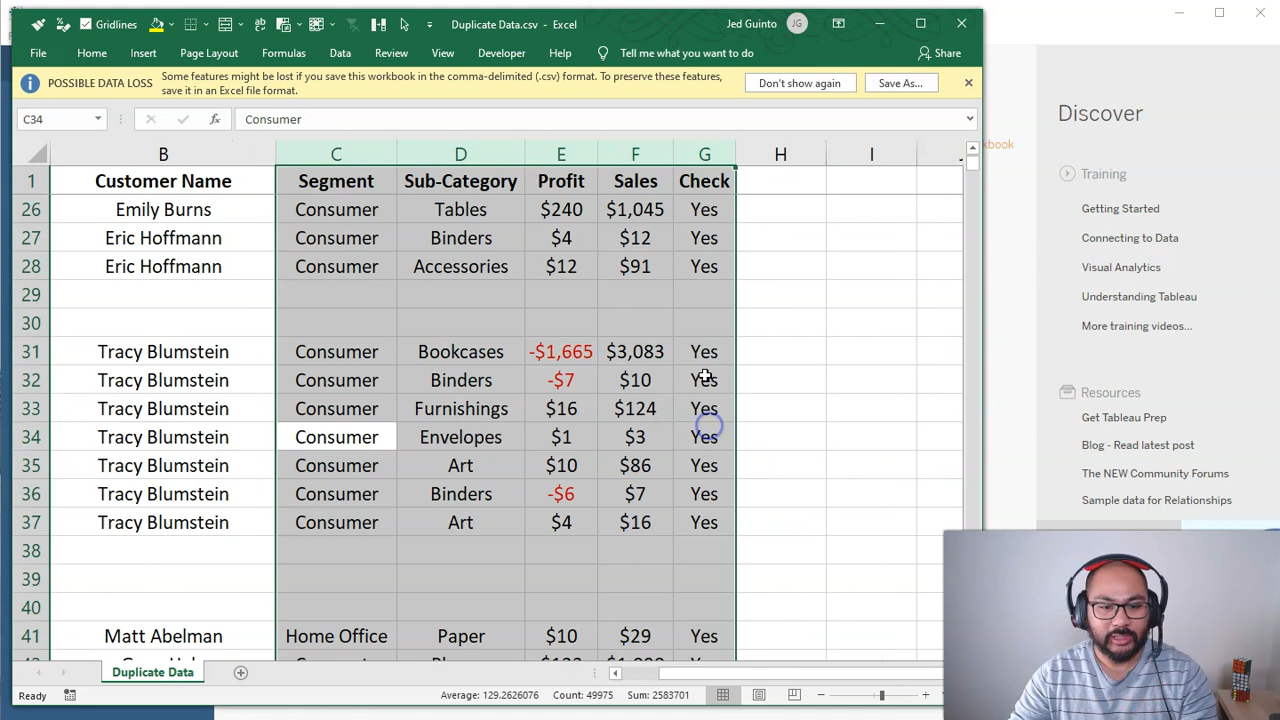 Gridlines
Duplicate Data.csv - Excel
Jed Guinto
JG
File Home Insert Page Layout Formulas Data Review View Developer Help Tell me what you want to do Share
POSSIBLE DATA LOSS Some features might be lost if you save this workbook in the comma-delimited (.csv) format. To preserve these features, save it in an Excel file format.
Don't show again
Save As...
C34
fx
Consumer
B C D E F G H I
1 Customer Name Segment Sub-Category Profit Sales Check
26 Emily Burns Consumer Tables $240 $1,045 Yes
27 Eric Hoffmann Consumer Binders $4 $12 Yes
28 Eric Hoffmann Consumer Accessories $12 $91 Yes
29
30
31 Tracy Blumstein Consumer Bookcases -$1,665 $3,083 Yes
32 Tracy Blumstein Consumer Binders -$7 $10 Yes
33 Tracy Blumstein Consumer Furnishings $16 $124 Yes
34 Tracy Blumstein Consumer Envelopes $1 $3 Yes
35 Tracy Blumstein Consumer Art $10 $86 Yes
36 Tracy Blumstein Consumer Binders -$6 $7 Yes
37 Tracy Blumstein Consumer Art $4 $16 Yes
38
39
40
41 Matt Abelman Home Office Paper $10 $29 Yes
Duplicate Data
Ready
Average: 129.2626076 Count: 49975 Sum: 2583701
Discover
Training
Getting Started
Connecting to Data
Visual Analytics
Understanding Tableau
More training videos...
Resources
Get Tableau Prep
Blog - Read latest post
The NEW Community Forums
Sample data for Relationships